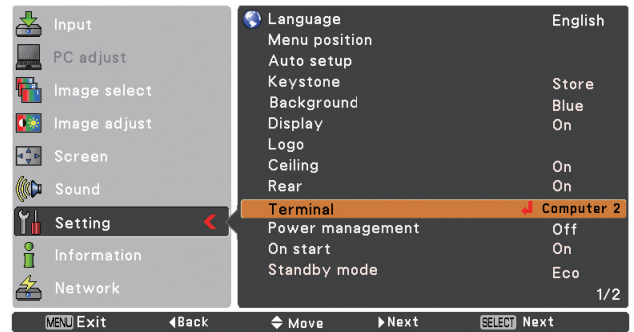 Input
PC adjust
Image select
Image adjust
Screen
Sound
Setting
Information
Network
Language English
Menu position
Auto setup
Keystone Store
Background Blue
Display On
Logo
Ceiling On
Rear On
Terminal Computer 2
Power management Off
On start On
Standby mode Eco
1/2
MENU Exit Back Move Next SELECT Next